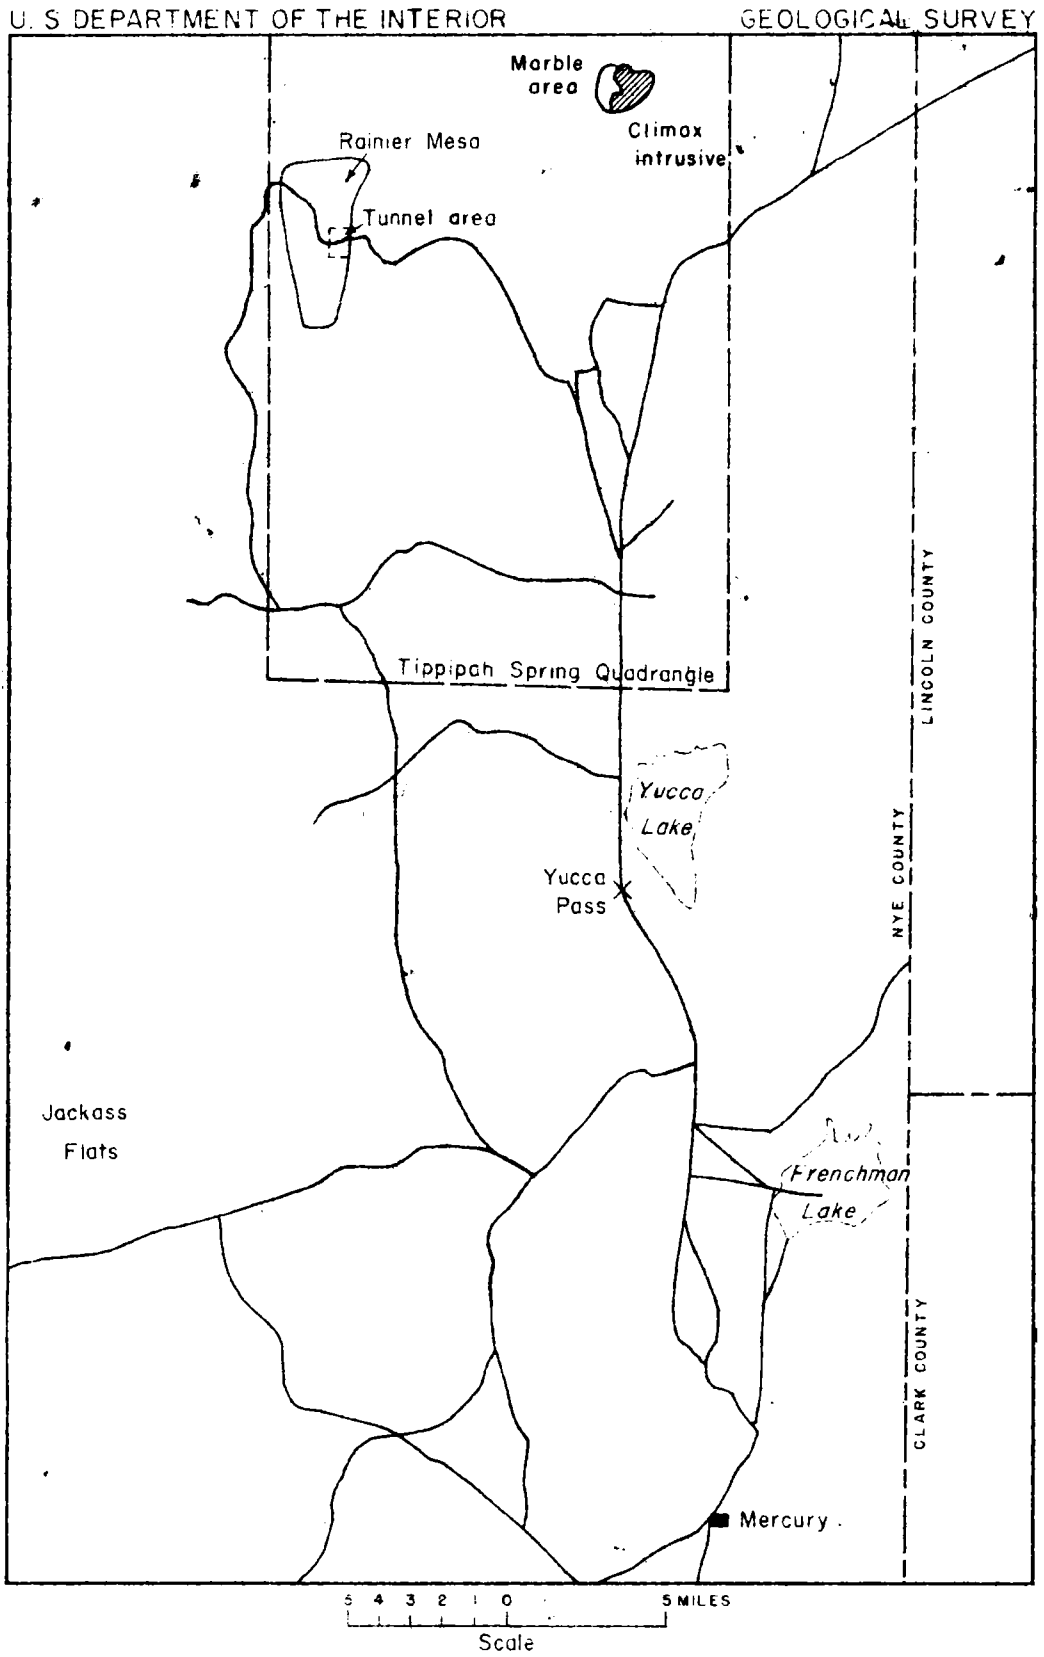 U. S DEPARTMENT OF THE INTERIOR
GEOLOGICAL SURVEY
Marble
area
Climax
intrusive
Rainier Mesa
Tunnel area
LINCOLN COUNTY
Tippipah Spring Quadrangle
Yucca
Lake
NYE COUNTY
Yucca
Pass
Jackass
Flats
Frenchman
Lake
CLARK COUNTY
Mercury
5 4 3 2 1 0 5 MILES
Scale